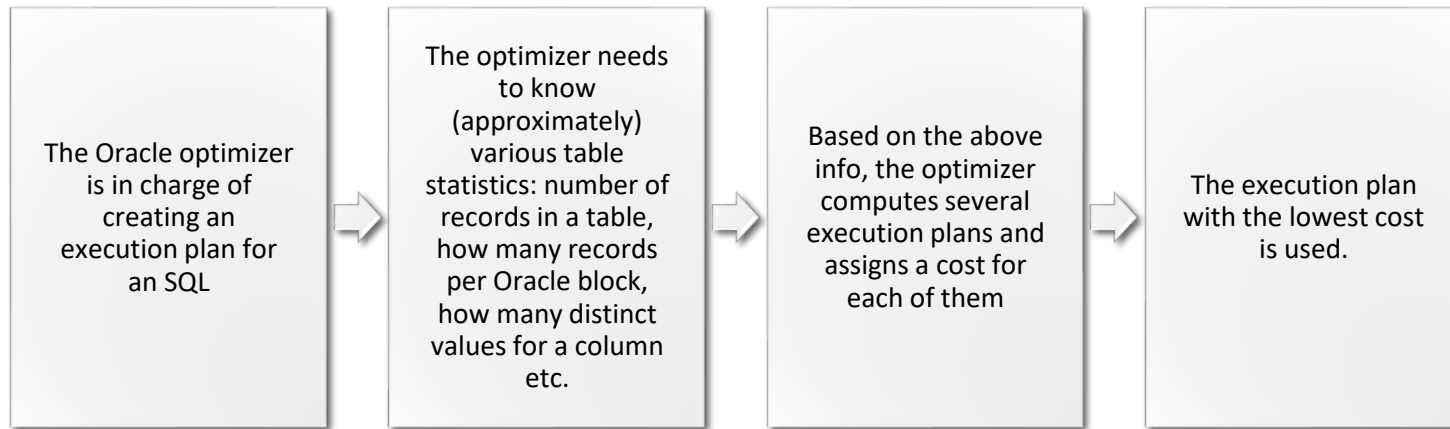 The Oracle optimizer
is in charge of
creating an
execution plan for
an SQL
The optimizer needs
to know
(approximately)
various table
statistics: number of
records in a table,
how many records
per Oracle block,
how many distinct
values for a column
etc.
Based on the above
info, the optimizer
computes several
execution plans and
assigns a cost for
each of them
The execution plan
with the lowest cost
is used.